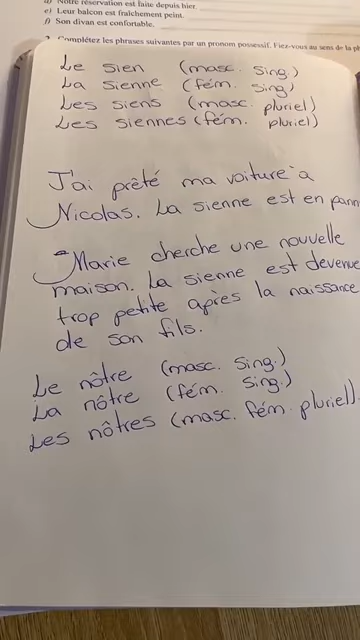 Notre réservation est faite depuis hier.
e) Leur balcon est fraîchement peint.
f) Son divan est confortable.
Complétez les phrases suivantes par un pronom possessif. Fiez-vous au sens de la
Le sien (masc. sing.)
La sienne (fém. sing)
Les siens (masc. pluriel)
Les siennes (fém. pluriel)
J'ai prêté ma voiture à
Nicolas. La sienne est en pann
Marie cherche une nouvelle
maison. La sienne est devenue
trop petite après la naissance
de son fils.
Le nôtre (masc. sing.)
La nôtre (fém. sing.)
Les nôtres (masc. fém. pluriel).